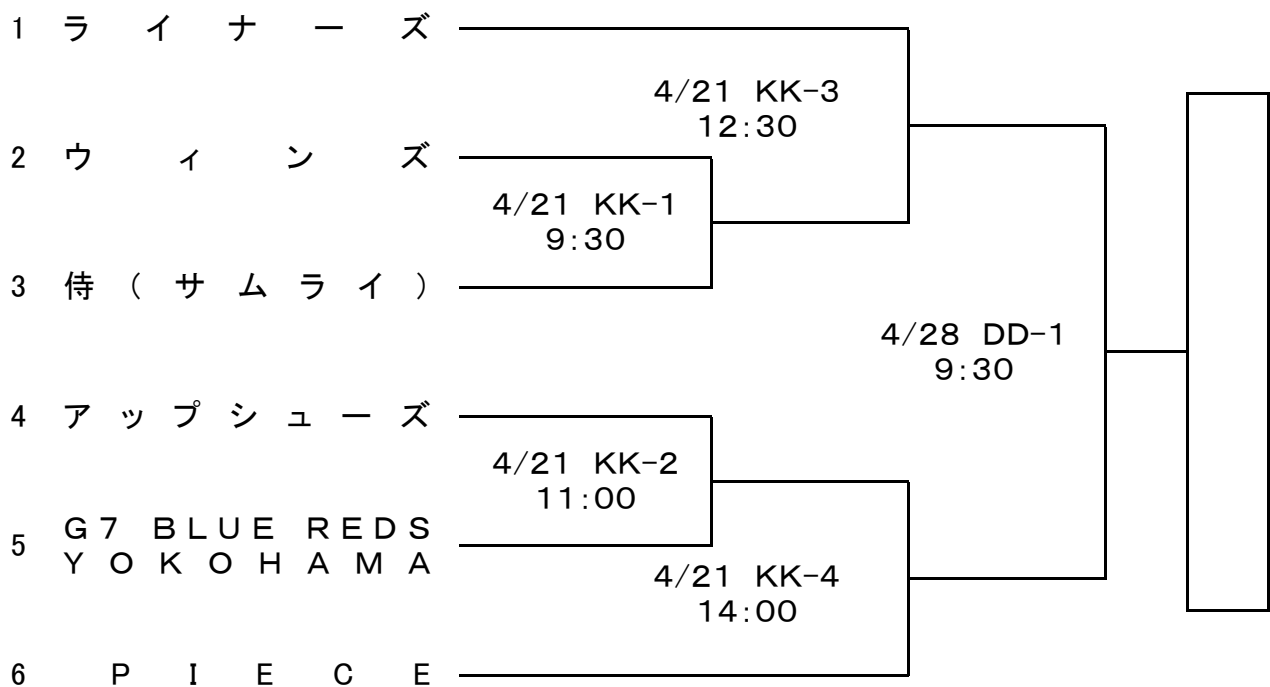 1 ライナーズ
4/21 KK-3
12:30
2 ウィンズ
4/21 KK-1
9:30
3 侍(サムライ)
4/28 DD-1
9:30
4 アップシューズ
4/21 KK-2
11:00
5 G7 BLUE REDS
YOKOHAMA
4/21 KK-4
14:00
6 PIECE